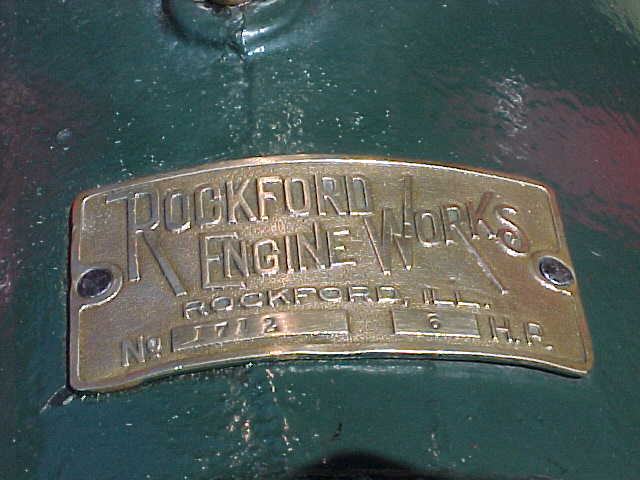 ROCKFORD
ENGINE WORKS
ROCKFORD, ILL.
No 1712 6 H.P.